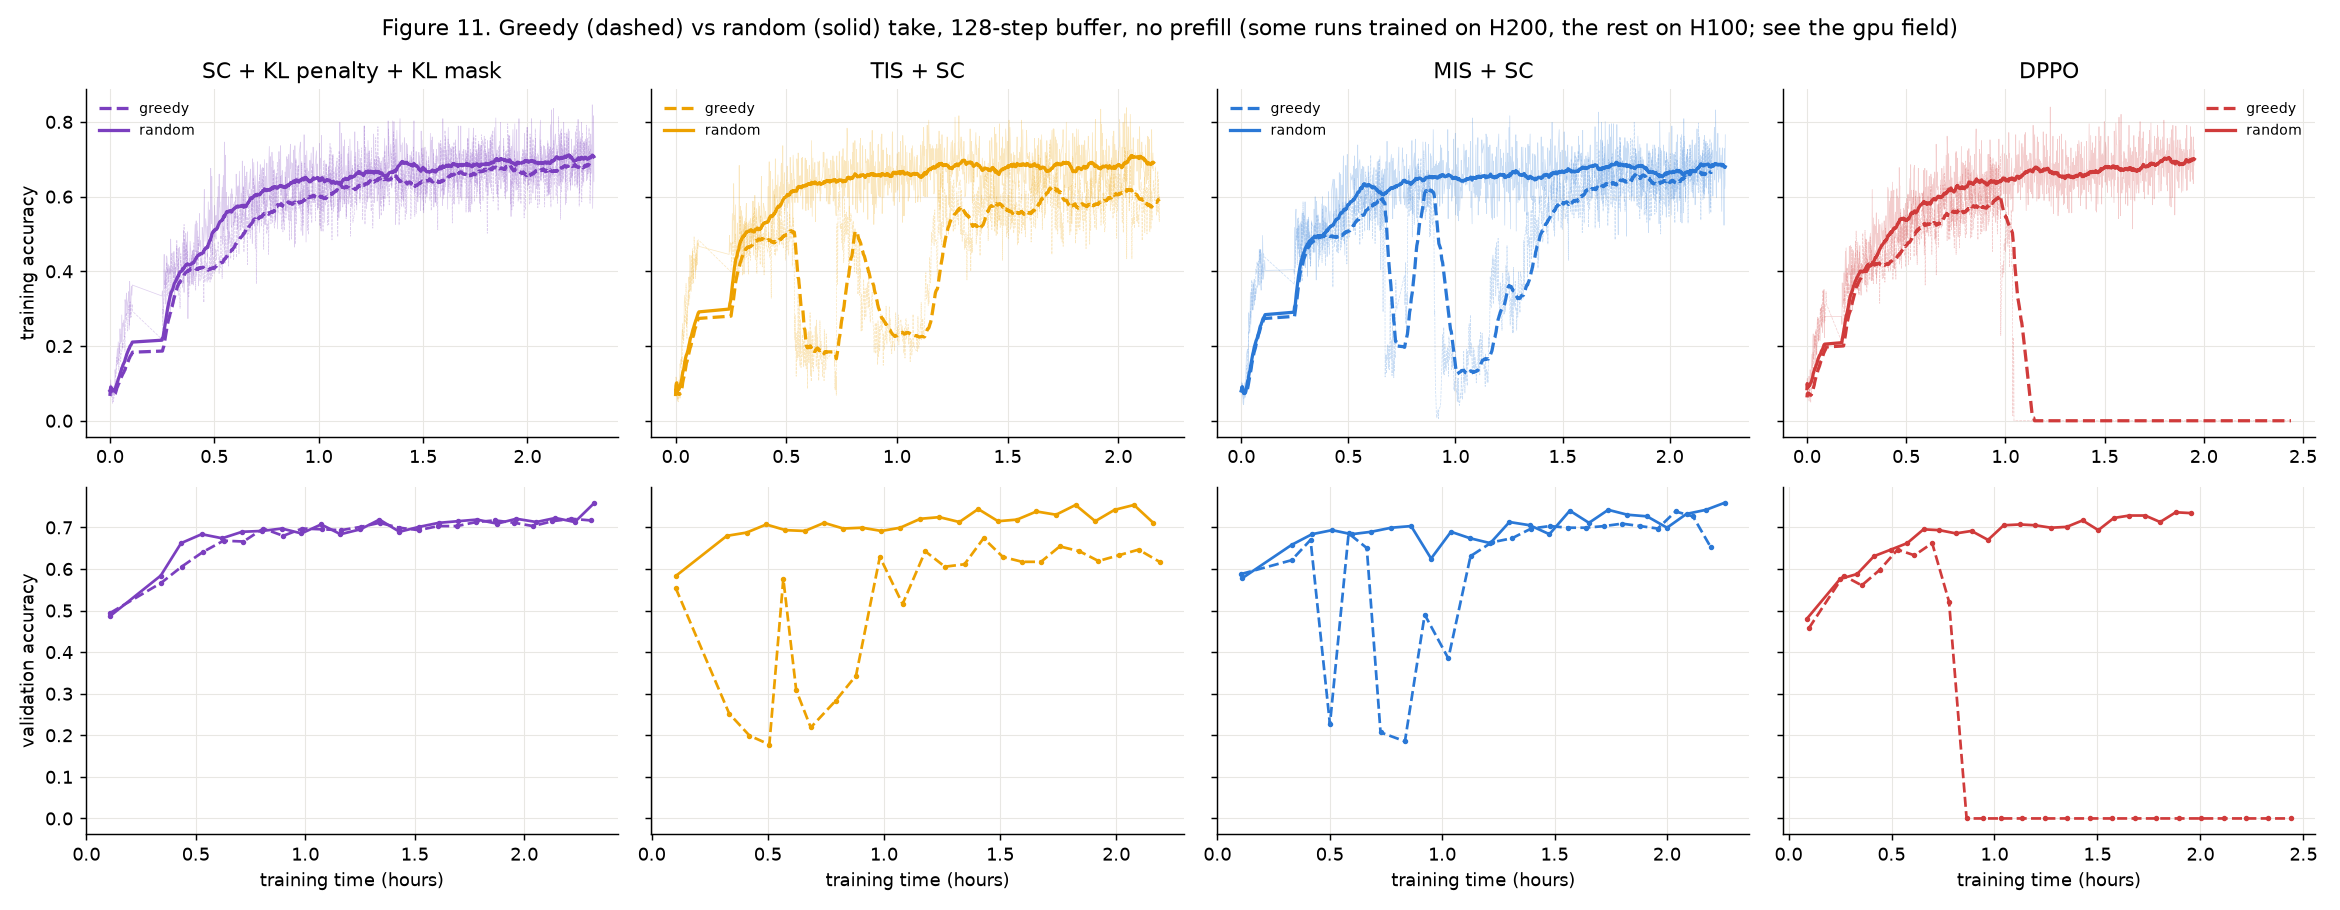 Figure 11. Greedy (dashed) vs random (solid) take, 128-step buffer, no prefill (some runs trained on H200, the rest on H100; see the gpu field)
SC + KL penalty + KL mask
TIS + SC
MIS + SC
DPPO
greedy
random
greedy
random
greedy
random
greedy
random
training accuracy
0.8
0.6
0.4
0.2
0.0
0.0 0.5 1.0 1.5 2.0
0.0 0.5 1.0 1.5 2.0
0.0 0.5 1.0 1.5 2.0
0.0 0.5 1.0 1.5 2.0 2.5
validation accuracy
0.7
0.6
0.5
0.4
0.3
0.2
0.1
0.0
0.0 0.5 1.0 1.5 2.0
0.0 0.5 1.0 1.5 2.0
0.0 0.5 1.0 1.5 2.0
0.0 0.5 1.0 1.5 2.0 2.5
training time (hours)
training time (hours)
training time (hours)
training time (hours)